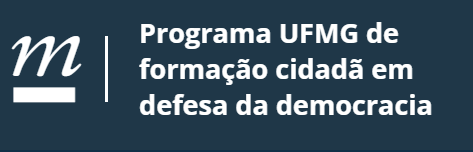 m
Programa UFMG de
formação cidadã em
defesa da democracia